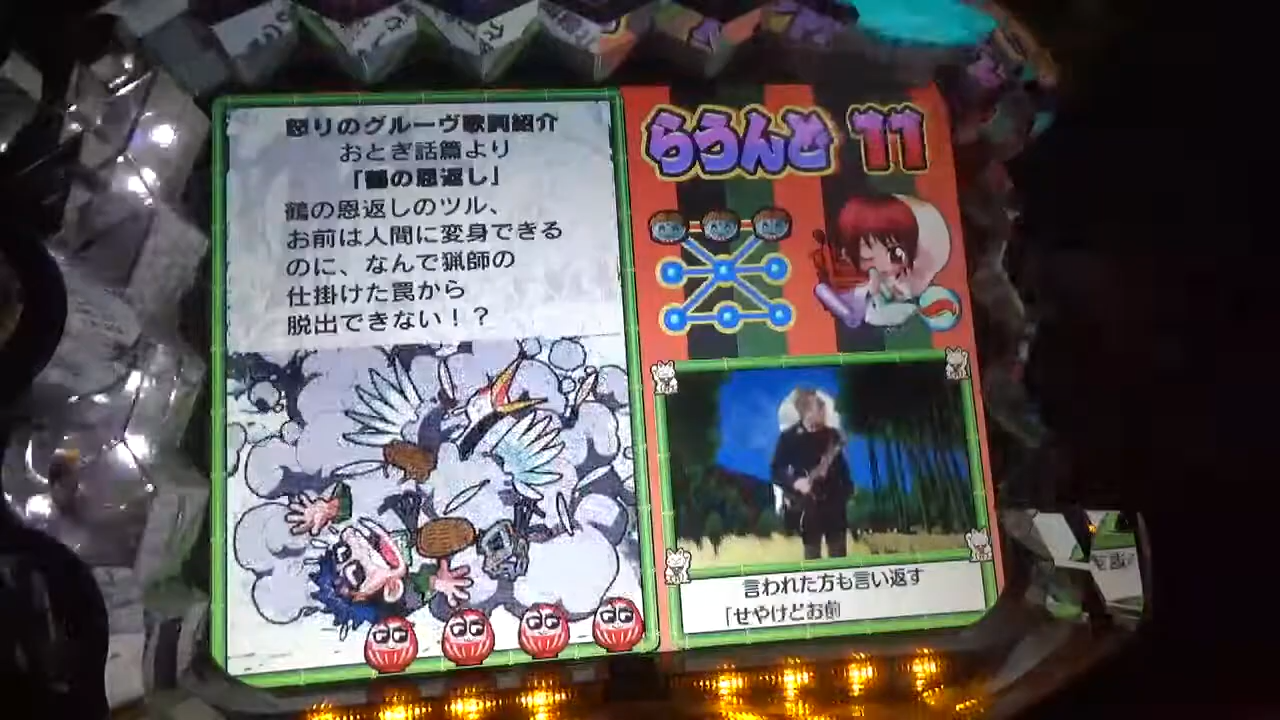 怒りのグルーヴ歌詞紹介
おとぎ話篇より
「鶴の恩返し」
鶴の恩返しのツル、
お前は人間に変身できる
のに、なんで猟師の
仕掛けた罠から
脱出できない！？
らうんど 11
言われた方も言い返す
「せやけどお前